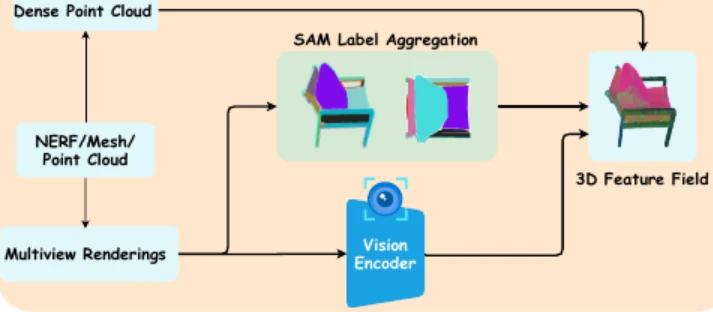 Dense Point Cloud
SAM Label Aggregation
NERF/Mesh/
Point Cloud
3D Feature Field
Multiview Renderings
Vision
Encoder